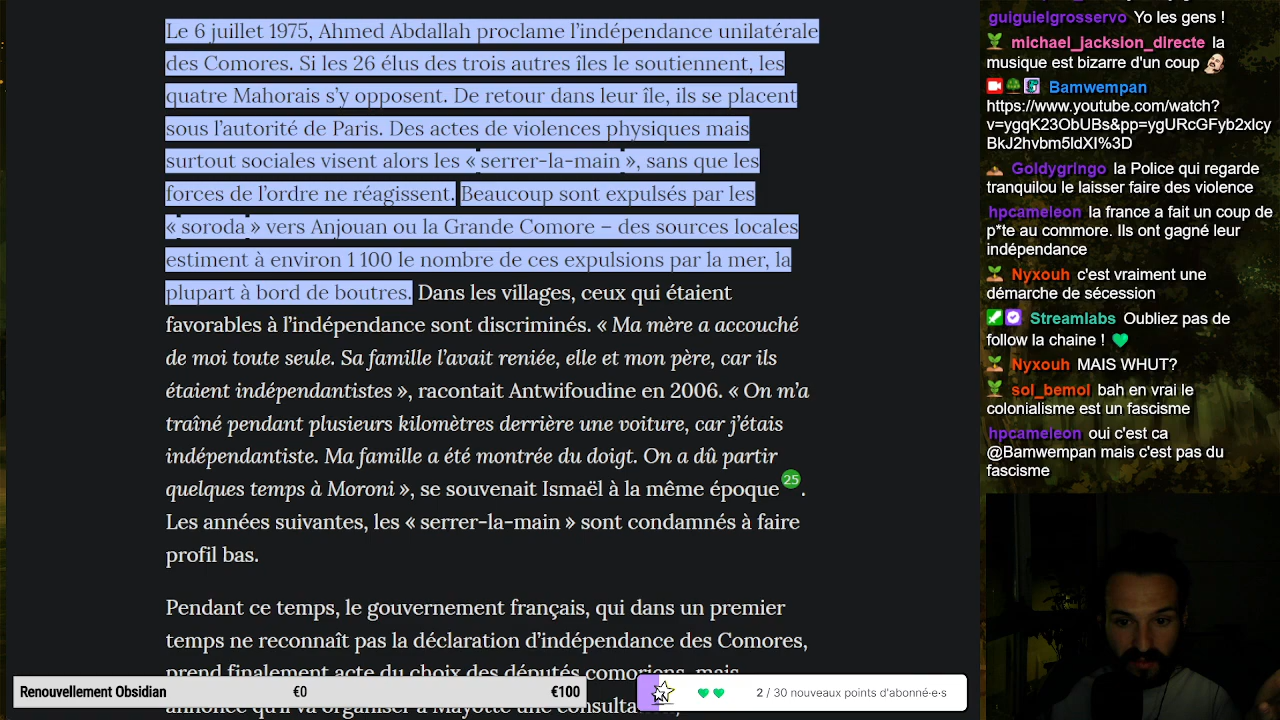 Le 6 juillet 1975, Ahmed Abdallah proclame l’indépendance unilatérale
des Comores. Si les 26 élus des trois autres îles le soutiennent, les
quatre Mahorais s’y opposent. De retour dans leur île, ils se placent
sous l’autorité de Paris. Des actes de violences physiques mais
surtout sociales visent alors les « serrer-la-main », sans que les
forces de l’ordre ne réagissent. Beaucoup sont expulsés par les
« soroda » vers Anjouan ou la Grande Comore – des sources locales
estiment à environ 1 100 le nombre de ces expulsions par la mer, la
plupart à bord de boutres. Dans les villages, ceux qui étaient
favorables à l’indépendance sont discriminés. « Ma mère a accouché
de moi toute seule. Sa famille l’avait reniée, elle et mon père, car ils
étaient indépendantistes », racontait Antwifoudine en 2006. « On m’a
traîné pendant plusieurs kilomètres derrière une voiture, car j’étais
indépendantiste. Ma famille a été montrée du doigt. On a dû partir
quelques temps à Moroni », se souvenait Ismaël à la même époque 25.
Les années suivantes, les « serrer-la-main » sont condamnés à faire
profil bas.
Pendant ce temps, le gouvernement français, qui dans un premier
temps ne reconnaît pas la déclaration d’indépendance des Comores,
prend finalement acte du choix des députés comoriens, mais
Renouvellement Obsidian €0 €100
2 / 30 nouveaux points d'abonné·e·s
guiguielgrosservo Yo les gens !
michael_jacksion_directe la
musique est bizarre d'un coup
Bamwempan
https://www.youtube.com/watch?
v=ygqK23ObUBs&pp=ygURcGFyb2xlcy
BkJ2hvbm5ldXI%3D
Goldygringo la Police qui regarde
tranquilou le laisser faire des violence
hpcameleon la france a fait un coup de
p*te au commore. Ils ont gagné leur
indépendance
Nyxouh c'est vraiment une
démarche de sécession
Streamlabs Oubliez pas de
follow la chaine !
Nyxouh MAIS WHUT?
sol_bemol bah en vrai le
colonialisme est un fascisme
hpcameleon oui c'est ca
@Bamwempan mais c'est pas du
fascisme